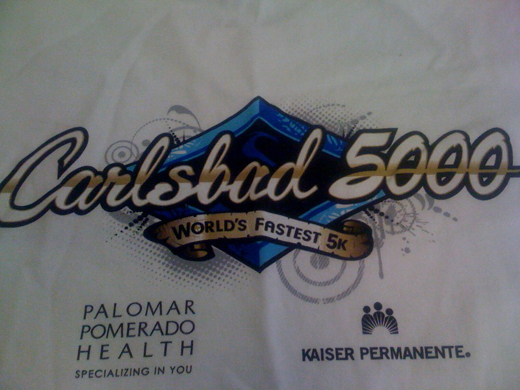 Carlsbad 5000
WORLD'S FASTEST 5K
PALOMAR
POMERADO
HEALTH
SPECIALIZING IN YOU
KAISER PERMANENTE.